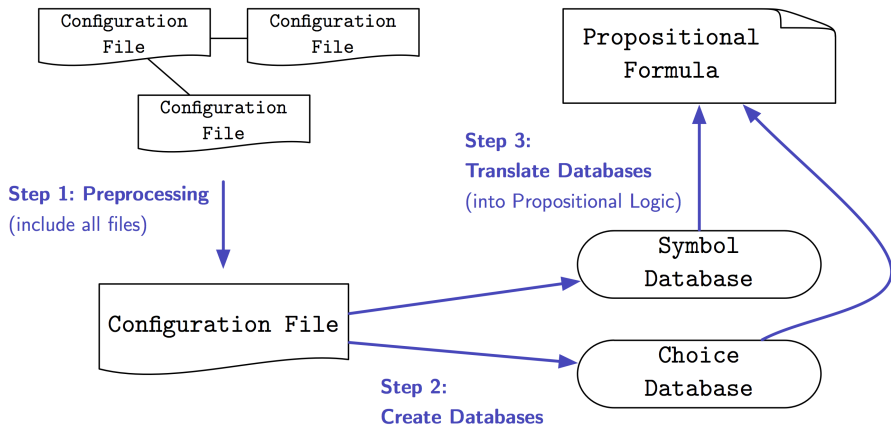 Configuration
File
Configuration
File
Configuration
File
Propositional
Formula
Step 1: Preprocessing
(include all files)
Step 3:
Translate Databases
(into Propositional Logic)
Symbol
Database
Configuration File
Choice
Database
Step 2:
Create Databases